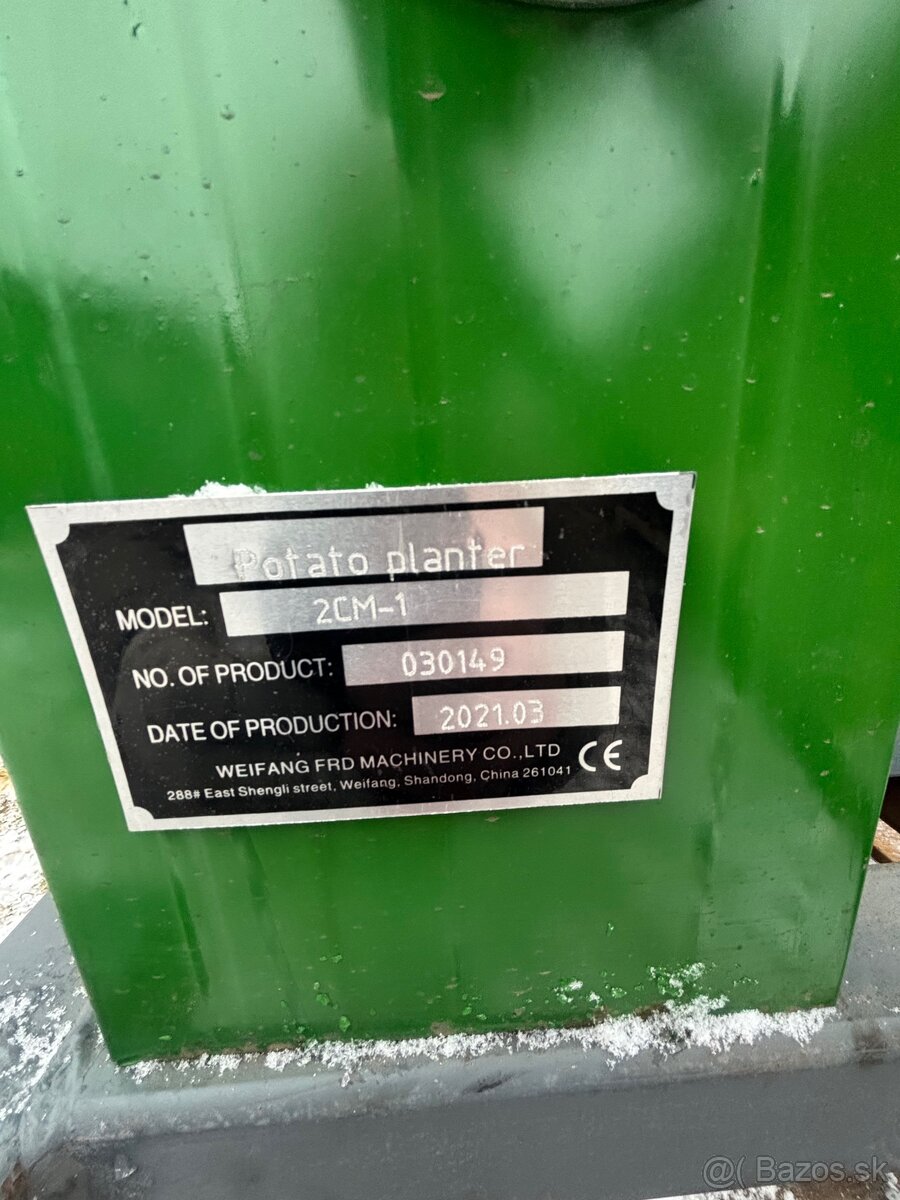 Potato planter
MODEL: 2CM-1
NO. OF PRODUCT: 030149
DATE OF PRODUCTION: 2021.03
WEIFANG FRD MACHINERY CO.,LTD CE
288# East Shengli street, Weifang, Shandong, China 261041
@( Bazos.sk